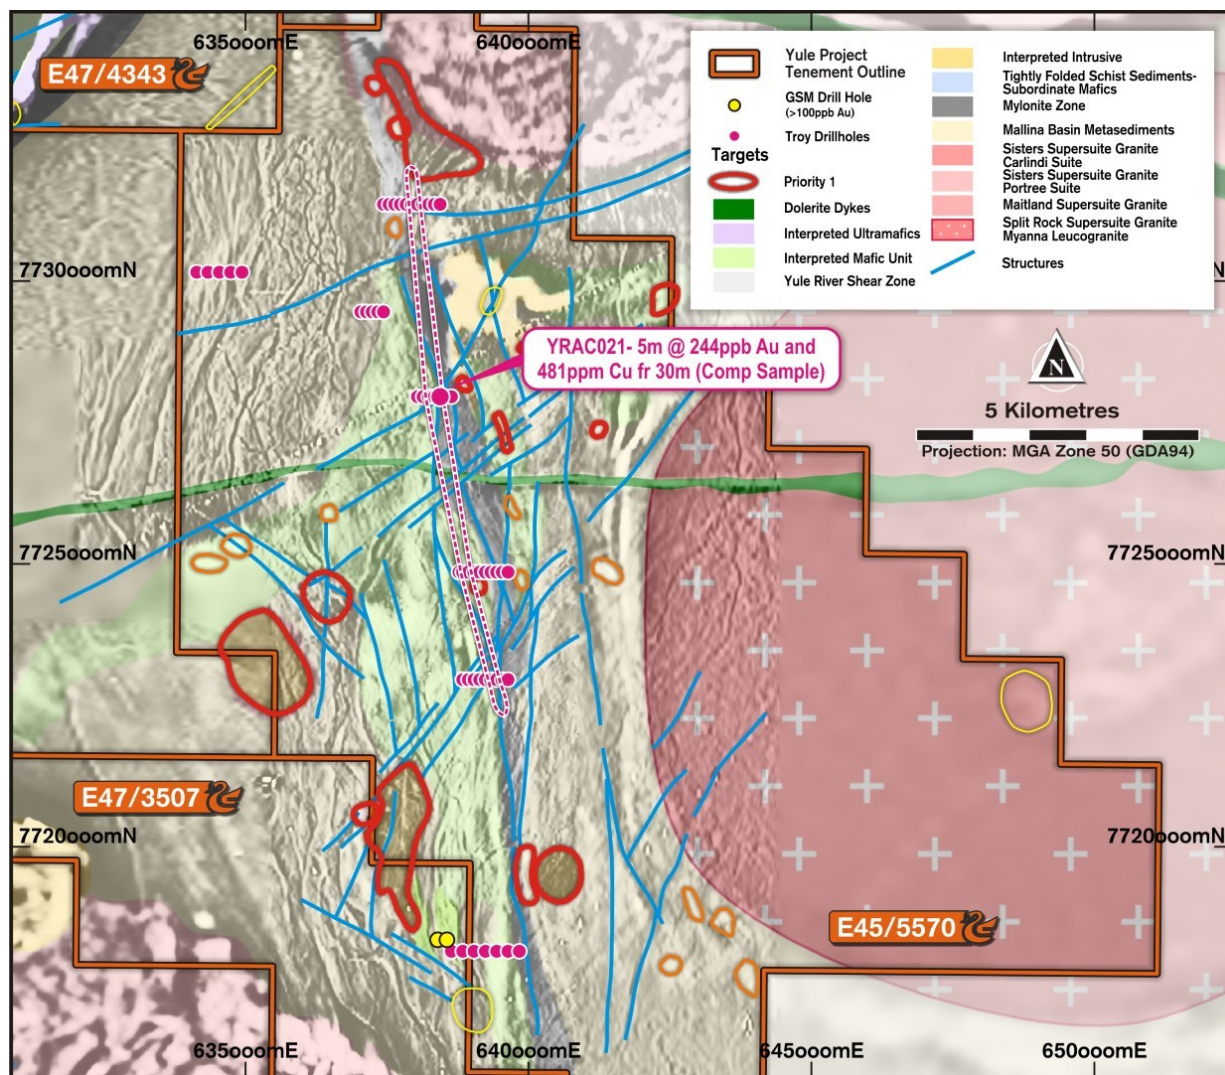 635000mE
640000mE
E47/4343
Yule Project
Tenement Outline
GSM Drill Hole
(>100ppb Au)
Troy Drillholes
Targets
Priority 1
Dolerite Dykes
Interpreted Ultramafics
Interpreted Mafic Unit
Yule River Shear Zone
Interpreted Intrusive
Tightly Folded Schist Sediments-
Subordinate Mafics
Mylonite Zone
Mallina Basin Metasediments
Sisters Supersuite Granite
Carlindi Suite
Sisters Supersuite Granite
Portree Suite
Maitland Supersuite Granite
Split Rock Supersuite Granite
Myanna Leucogranite
Structures
7730000mN
N
YRAC021- 5m @ 244ppb Au and
481ppm Cu fr 30m (Comp Sample)
N
5 Kilometres
Projection: MGA Zone 50 (GDA94)
7725000mN
7725000mN
E47/3507
7720000mN
7720000mN
E45/5570
635000mE
640000mE
645000mE
650000mE